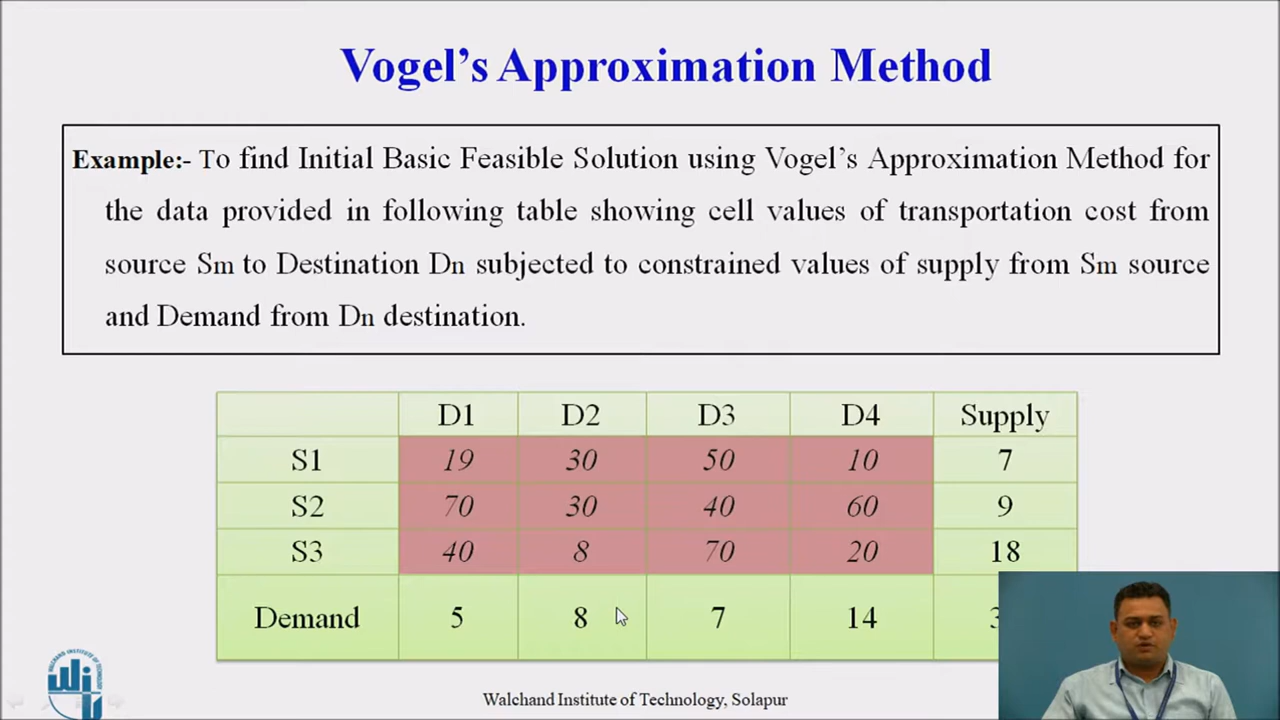 Vogel's Approximation Method
Example:- To find Initial Basic Feasible Solution using Vogel's Approximation Method for
the data provided in following table showing cell values of transportation cost from
source Sm to Destination Dn subjected to constrained values of supply from Sm source
and Demand from Dn destination.
D1 D2 D3 D4 Supply
S1 19 30 50 10 7
S2 70 30 40 60 9
S3 40 8 70 20 18
Demand 5 8 7 14
WALCHAND INSTITUTE OF TECHNOLOGY
Walchand Institute of Technology, Solapur